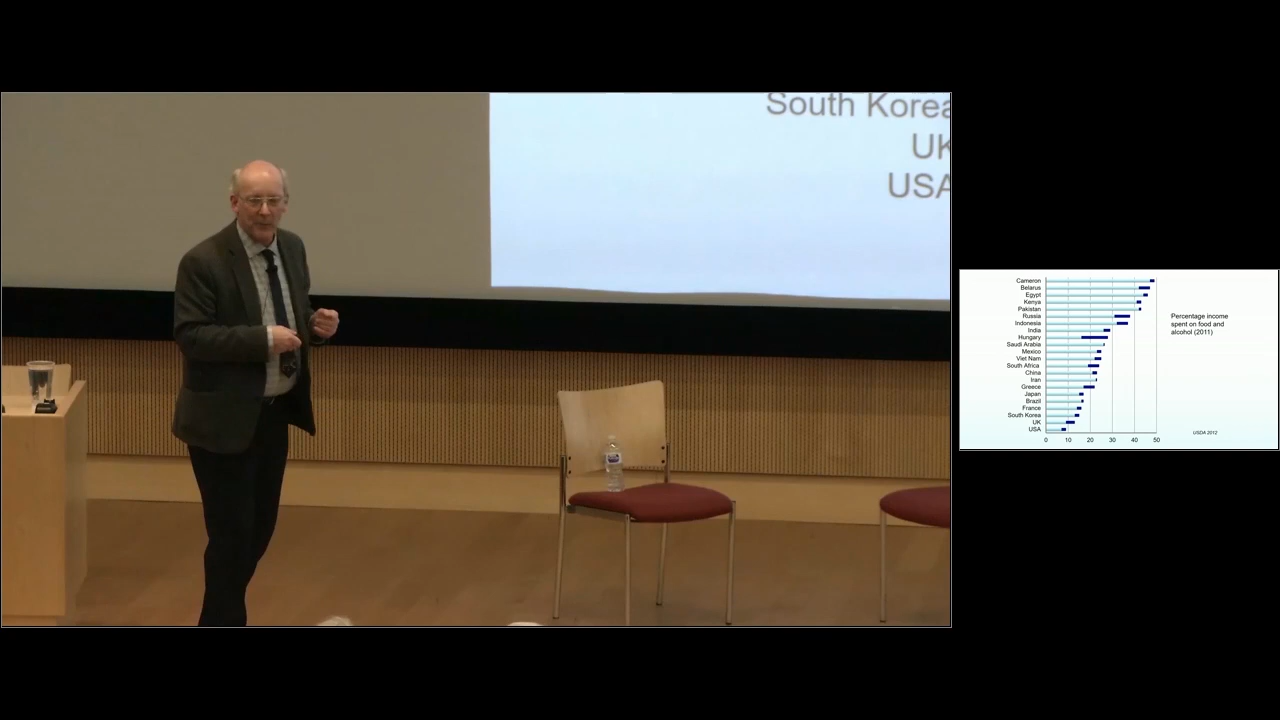 South Korea
UK
USA
Cameron
Belarus
Egypt
Kenya
Pakistan
Russia
Indonesia
India
Hungary
Saudi Arabia
Mexico
Viet Nam
South Africa
China
Iran
Greece
Japan
Brazil
France
South Korea
UK
USA
0 10 20 30 40 50
Percentage income
spent on food and
alcohol (2011)
USDA 2012